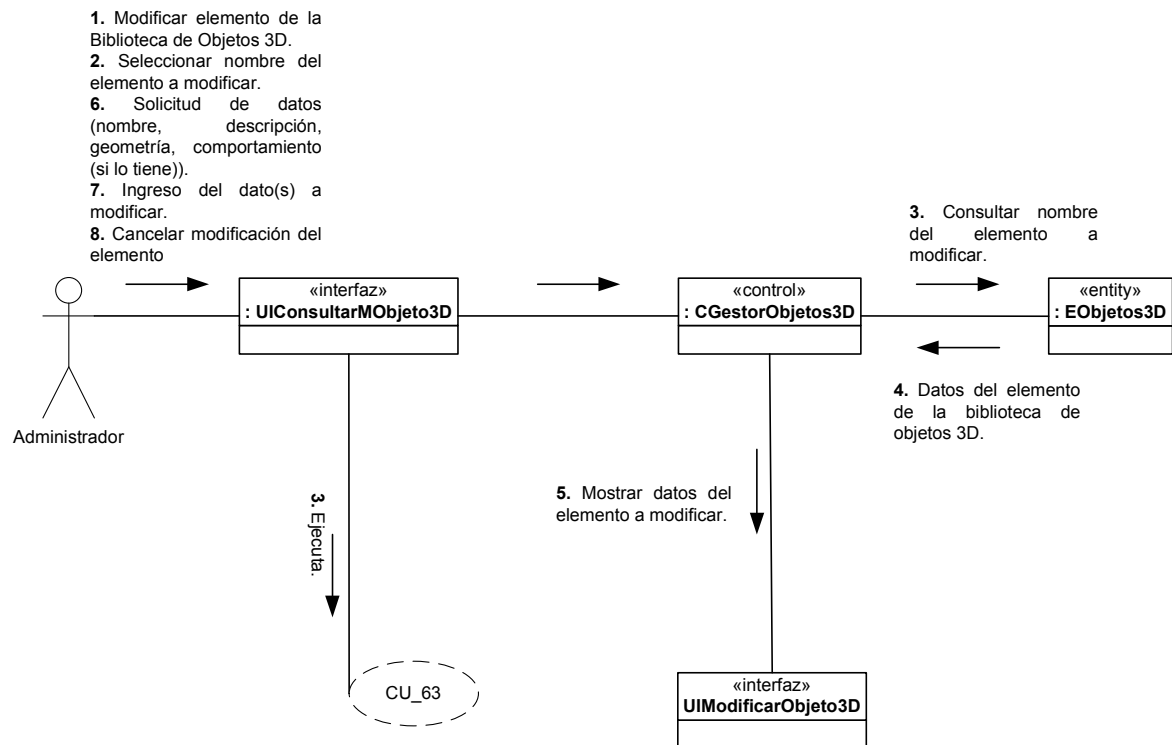 1. Modificar elemento de la
Biblioteca de Objetos 3D.
2. Seleccionar nombre del
elemento a modificar.
6. Solicitud de datos
(nombre, descripción,
geometría, comportamiento
(si lo tiene)).
7. Ingreso del dato(s) a
modificar.
8. Cancelar modificación del
elemento
3. Consultar nombre
del elemento a
modificar.
«interfaz»
: UIConsultarMObjeto3D
«control»
: CGestorObjetos3D
«entity»
: EObjetos3D
4. Datos del elemento
de la biblioteca de
objetos 3D.
Administrador
3. Ejecuta.
5. Mostrar datos del
elemento a modificar.
CU_63
«interfaz»
UIModificarObjeto3D